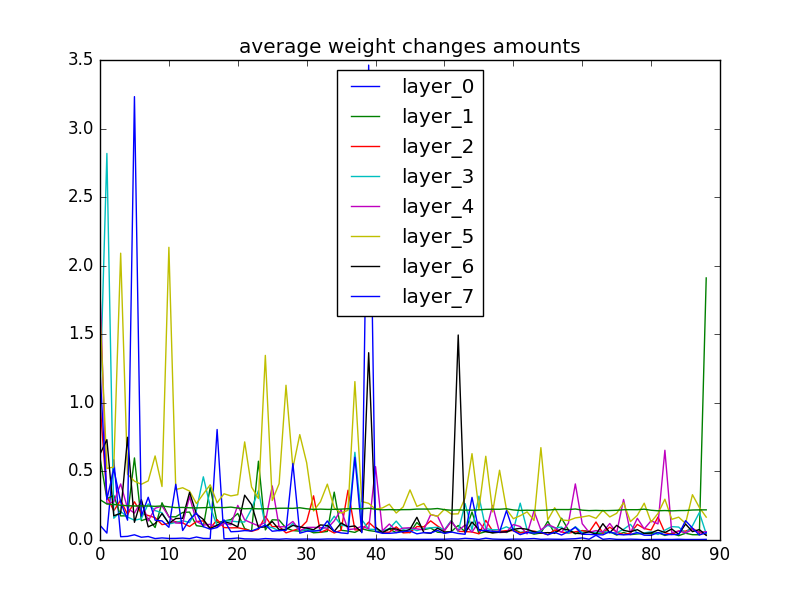 average weight changes amounts
3.5
3.0
2.5
2.0
1.5
1.0
0.5
0.0
layer_0
layer_1
layer_2
layer_3
layer_4
layer_5
layer_6
layer_7
0 10 20 30 40 50 60 70 80 90